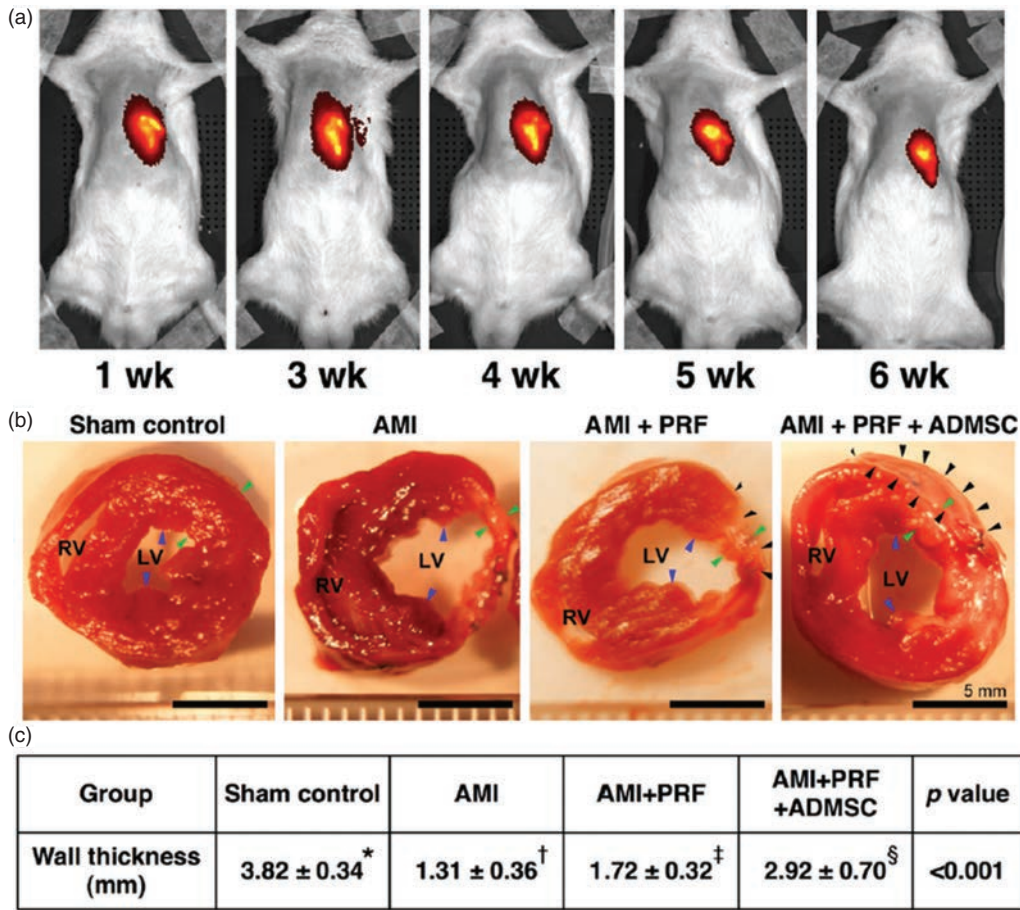 (a)
1 wk 3 wk 4 wk 5 wk 6 wk
(b)
Sham control AMI AMI + PRF AMI + PRF + ADMSC
RV LV
RV LV
RV LV
RV LV
5 mm
(c)
Group Sham control AMI AMI+PRF AMI+PRF +ADMSC p value
Wall thickness (mm) 3.82 ± 0.34* 1.31 ± 0.36† 1.72 ± 0.32‡ 2.92 ± 0.70§ <0.001